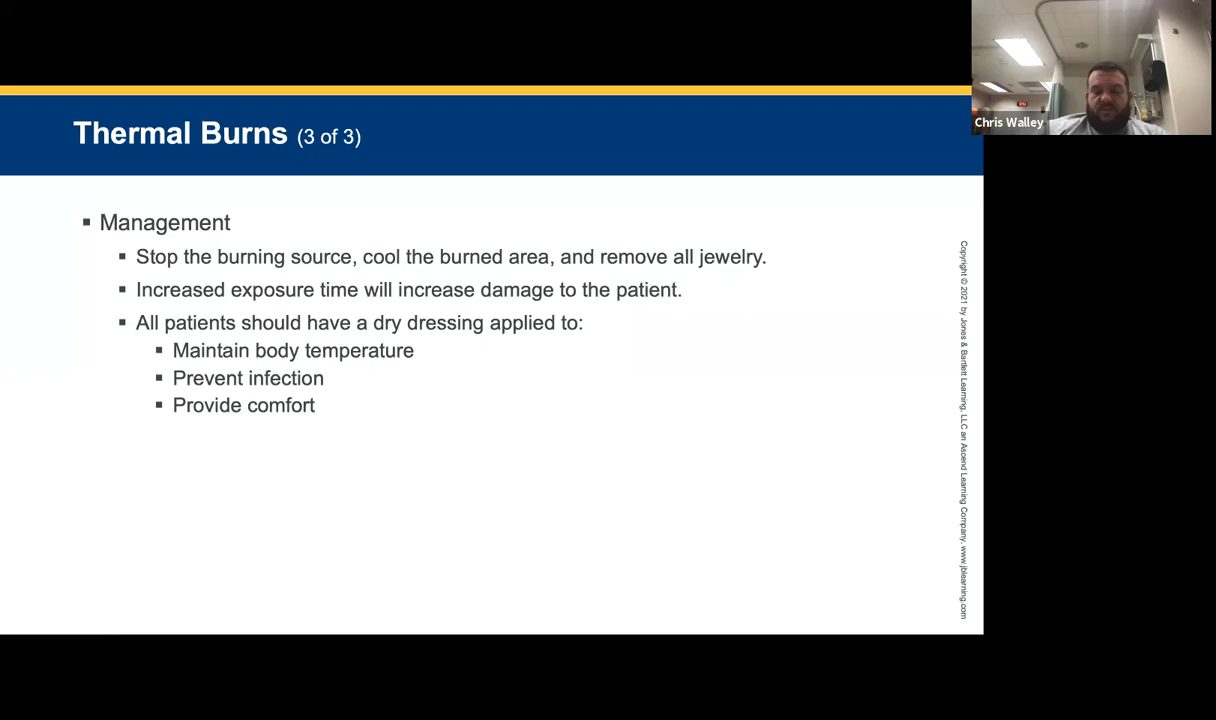 Thermal Burns (3 of 3)
Chris Walley
Management
Stop the burning source, cool the burned area, and remove all jewelry.
Increased exposure time will increase damage to the patient.
All patients should have a dry dressing applied to:
Maintain body temperature
Prevent infection
Provide comfort
Copyright © 2021 by Jones & Bartlett Learning, LLC an Ascend Learning Company. www.jblearning.com